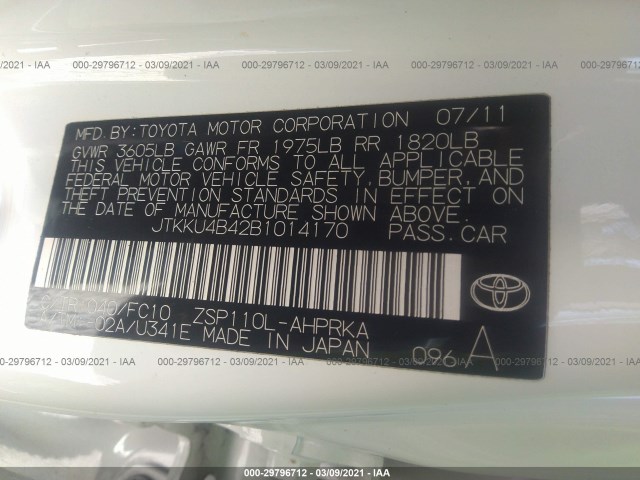 000-29796712 - 03/09/2021 - IAA
MFD.BY:TOYOTA MOTOR CORPORATION 07/11
GVWR 3605LB GAWR FR 1975LB RR 1820LB
THIS VEHICLE CONFORMS TO ALL APPLICABLE
FEDERAL MOTOR VEHICLE SAFETY, BUMPER, AND
THEFT PREVENTION STANDARDS IN EFFECT ON
THE DATE OF MANUFACTURE SHOWN ABOVE.
JTKKU4B42B1014170 PASS.CAR
/FC10 ZSP110L-AHPRKA
02A/U341E MADE IN JAPAN 096 A
TOYOTA
000-29796712 - 03/09/2021 - IAA